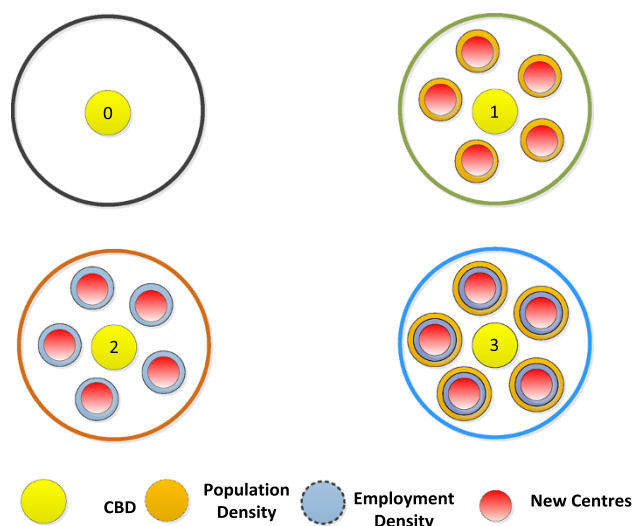 0
1
2
3
CBD
Population
Density
Employment
Density
New Centres